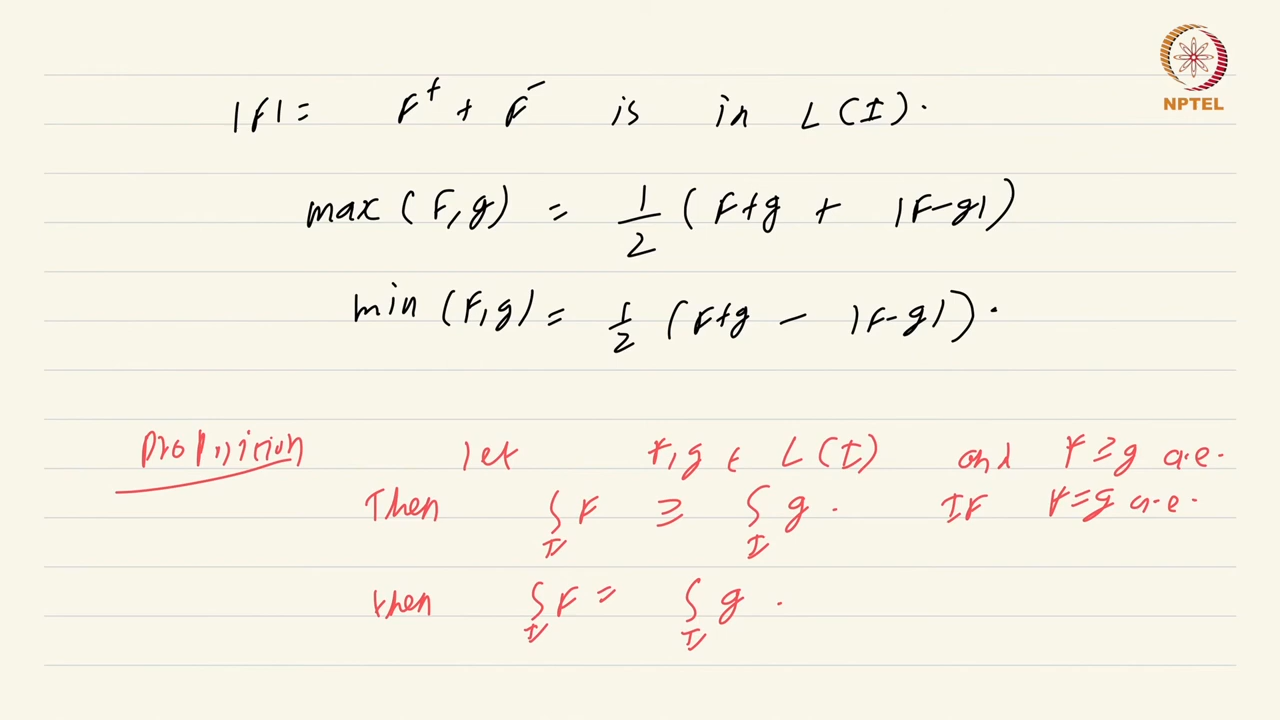 NPTEL
|F| = F⁺ + F⁻ is in L(I).
max(F,g) = 1/2 (F+g + |F-g|)
min(F,g) = 1/2 (F+g - |F-g|).
Proposition let F,g ∈ L(I) and F ≥ g a.e.
Then ∫_I F ≥ ∫_I g. IF F=g a.e.
then ∫_I F = ∫_I g.